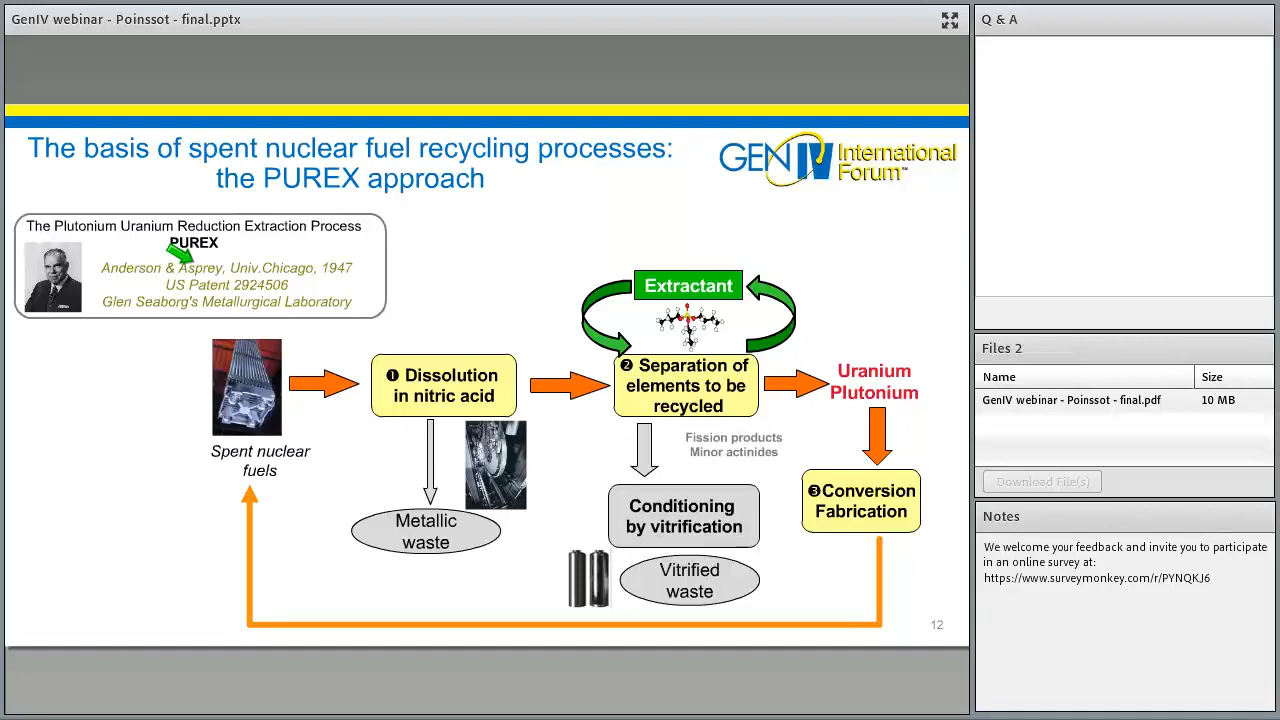 GenIV webinar - Poinssot - final.pptx
The basis of spent nuclear fuel recycling processes:
the PUREX approach
GENIV International
Forum™
The Plutonium Uranium Reduction Extraction Process
PUREX
Anderson & Asprey, Univ.Chicago, 1947
US Patent 2924506
Glen Seaborg's Metallurgical Laboratory
Extractant
❶ Dissolution
in nitric acid
❷ Separation of
elements to be
recycled
Uranium
Plutonium
Spent nuclear
fuels
Fission products
Minor actinides
Metallic
waste
Conditioning
by vitrification
❸Conversion
Fabrication
Vitrified
waste
12
Q & A
Files 2
Name Size
GenIV webinar - Poinssot - final.pdf 10 MB
Download File(s)
Notes
We welcome your feedback and invite you to participate
in an online survey at:
https://www.surveymonkey.com/r/PYNQKJ6